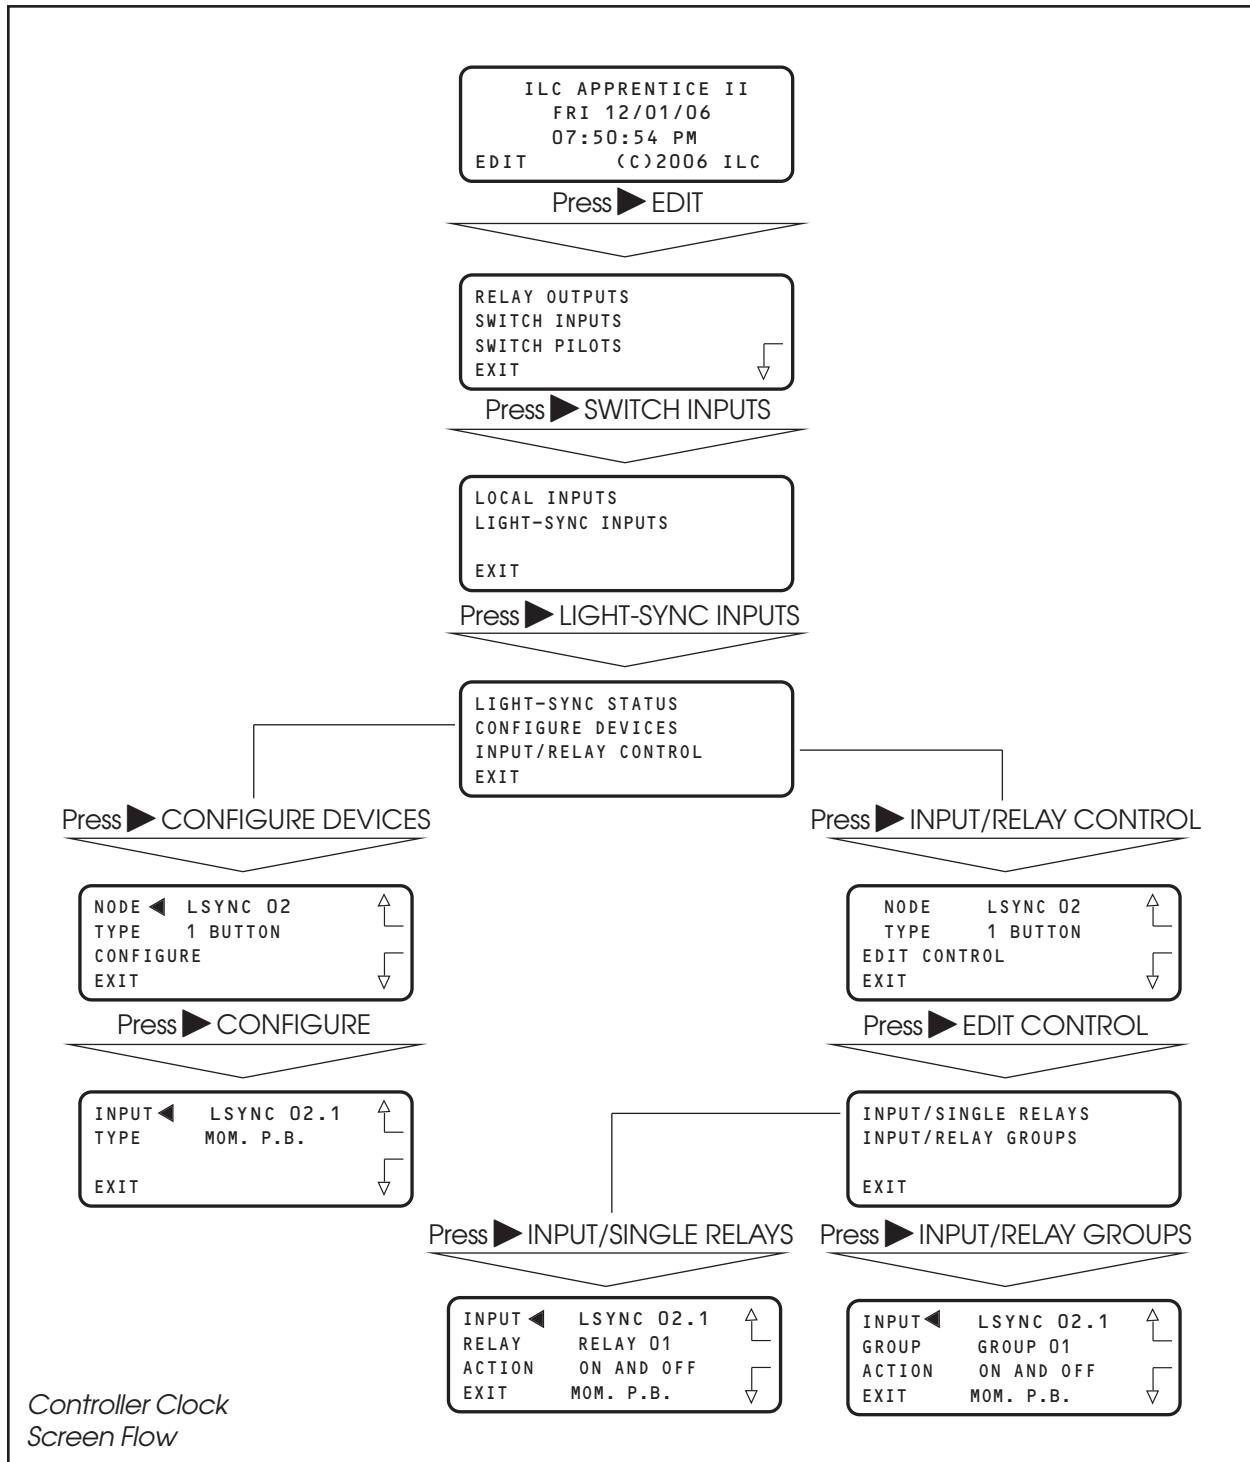 ILC APPRENTICE II
FRI 12/01/06
07:50:54 PM
EDIT (C)2006 ILC
Press ▶ EDIT
RELAY OUTPUTS
SWITCH INPUTS
SWITCH PILOTS
EXIT
Press ▶ SWITCH INPUTS
LOCAL INPUTS
LIGHT-SYNC INPUTS
EXIT
Press ▶ LIGHT-SYNC INPUTS
LIGHT-SYNC STATUS
CONFIGURE DEVICES
INPUT/RELAY CONTROL
EXIT
Press ▶ CONFIGURE DEVICES
NODE ◀ LSYNC 02
TYPE 1 BUTTON
CONFIGURE
EXIT
Press ▶ CONFIGURE
INPUT ◀ LSYNC 02.1
TYPE MOM. P.B.
EXIT
Press ▶ INPUT/RELAY CONTROL
NODE LSYNC 02
TYPE 1 BUTTON
EDIT CONTROL
EXIT
Press ▶ EDIT CONTROL
INPUT/SINGLE RELAYS
INPUT/RELAY GROUPS
EXIT
Press ▶ INPUT/SINGLE RELAYS
INPUT ◀ LSYNC 02.1
RELAY RELAY 01
ACTION ON AND OFF
EXIT MOM. P.B.
Press ▶ INPUT/RELAY GROUPS
INPUT ◀ LSYNC 02.1
GROUP GROUP 01
ACTION ON AND OFF
EXIT MOM. P.B.
Controller Clock
Screen Flow